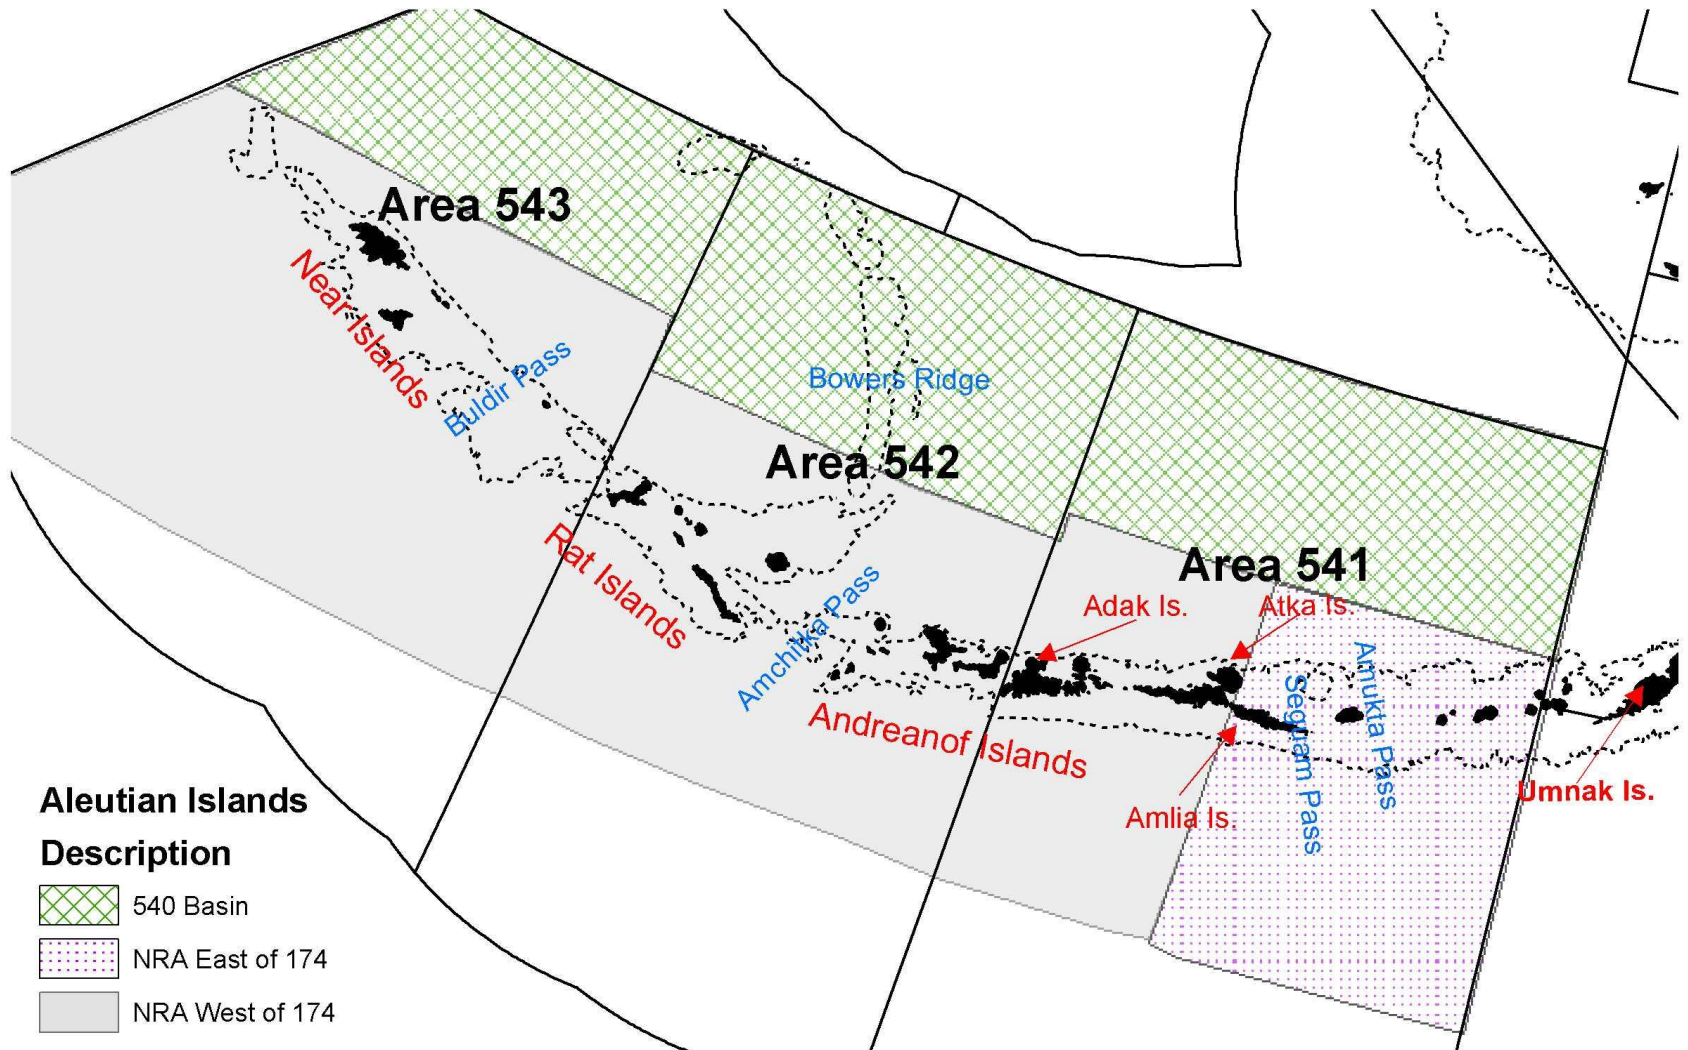 Area 543
Near Islands
Buldir Pass
Bowers Ridge
Area 542
Rat Islands
Amchitka Pass
Area 541
Adak Is.
Atka Is.
Amukta Pass
Seguam Pass
Andreanof Islands
Amlia Is.
Umnak Is.
Aleutian Islands
Description
540 Basin
NRA East of 174
NRA West of 174